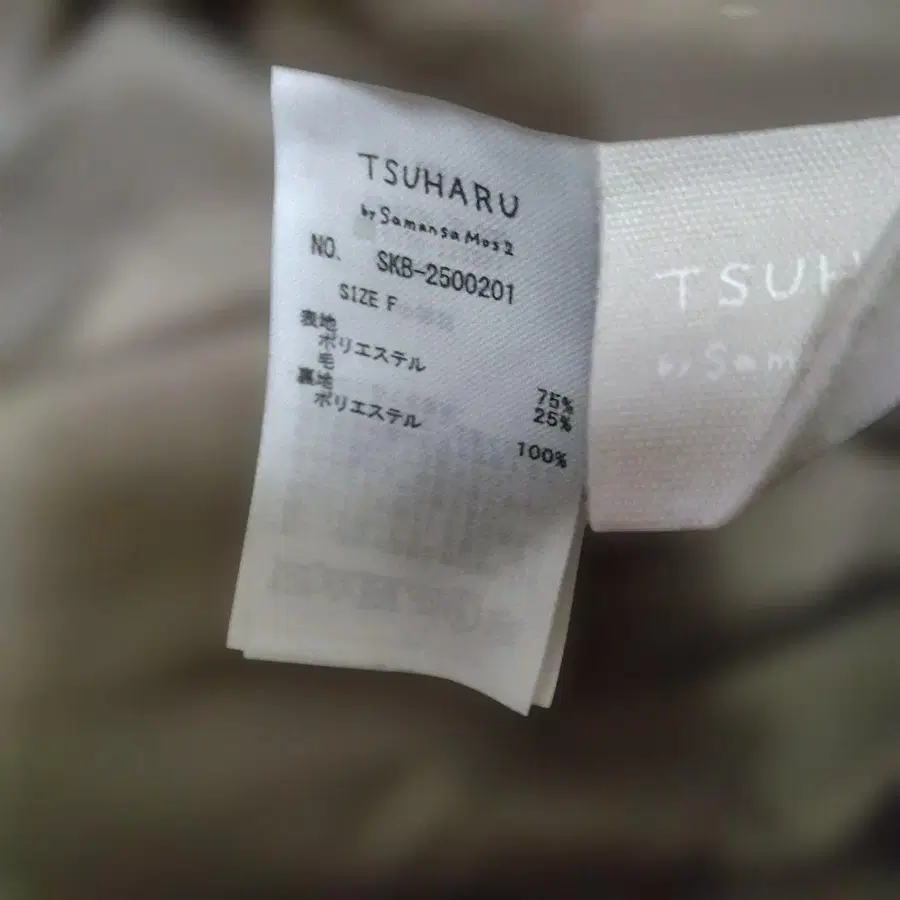 TSUHARU
by Samansa Mos2
NO. SKB-2500201
SIZE F
表地
ポリエステル 75%
毛 25%
裏地
ポリエステル 100%
TSUH
by Sam